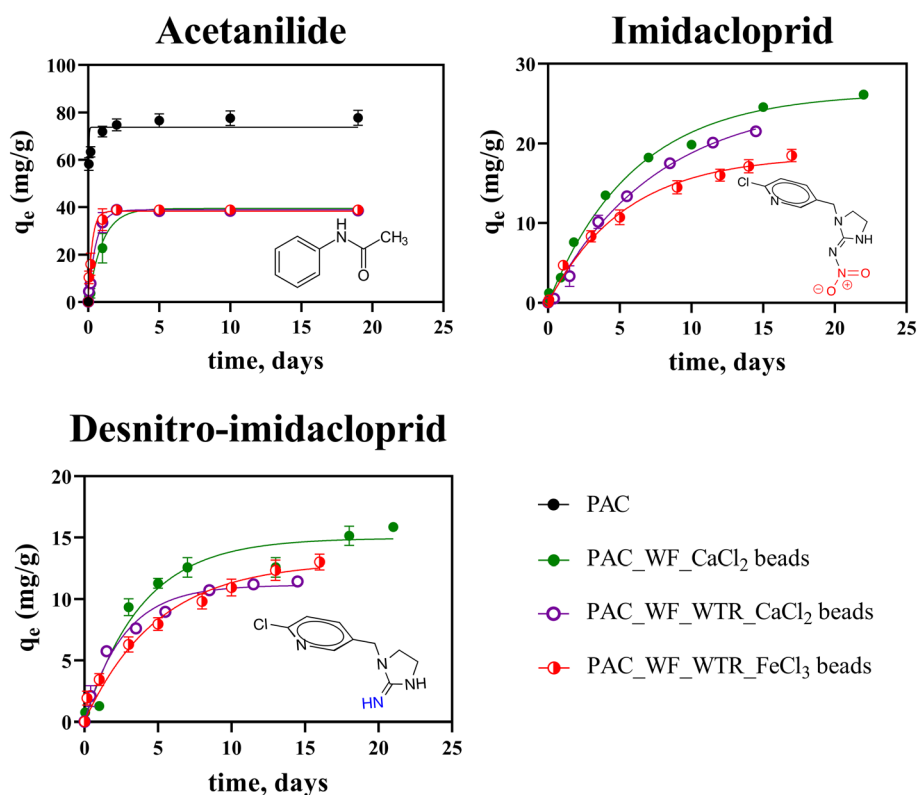 Acetanilide
Imidacloprid
qe (mg/g)
100
80
60
40
20
0
0 5 10 15 20 25
time, days
H
N
CH3
O
qe (mg/g)
30
20
10
0
0 5 10 15 20 25
time, days
Cl
N
N
NH
N
N
O
O
⊖
⊕
Desnitro-imidacloprid
qe (mg/g)
20
15
10
5
0
0 5 10 15 20 25
time, days
Cl
N
N
NH
HN
PAC
PAC_WF_CaCl2 beads
PAC_WF_WTR_CaCl2 beads
PAC_WF_WTR_FeCl3 beads